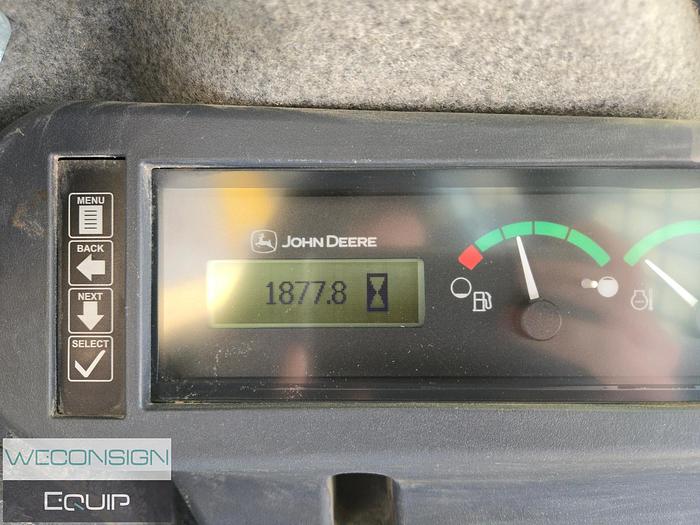 MENU
BACK
NEXT
SELECT
JOHN DEERE
1877.8
WECONSIGN
EQUIP